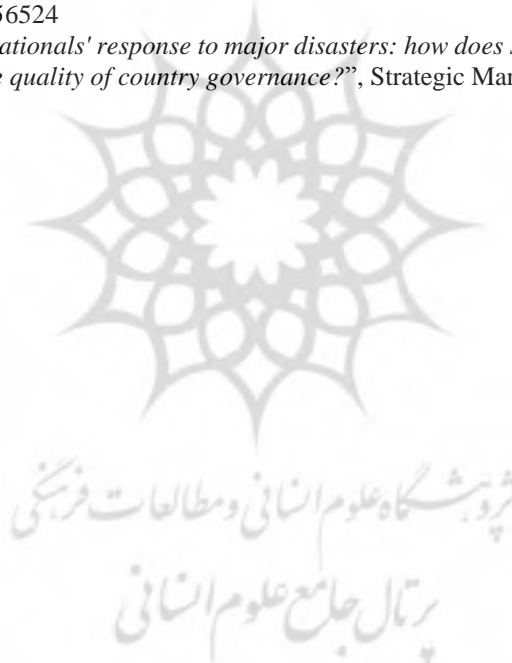 56524
ationals' response to major disasters: how does s
e quality of country governance?”, Strategic Mar
پژوهشگاه علوم انسانی و مطالعات فرهنگی
پرتال جامع علوم انسانی